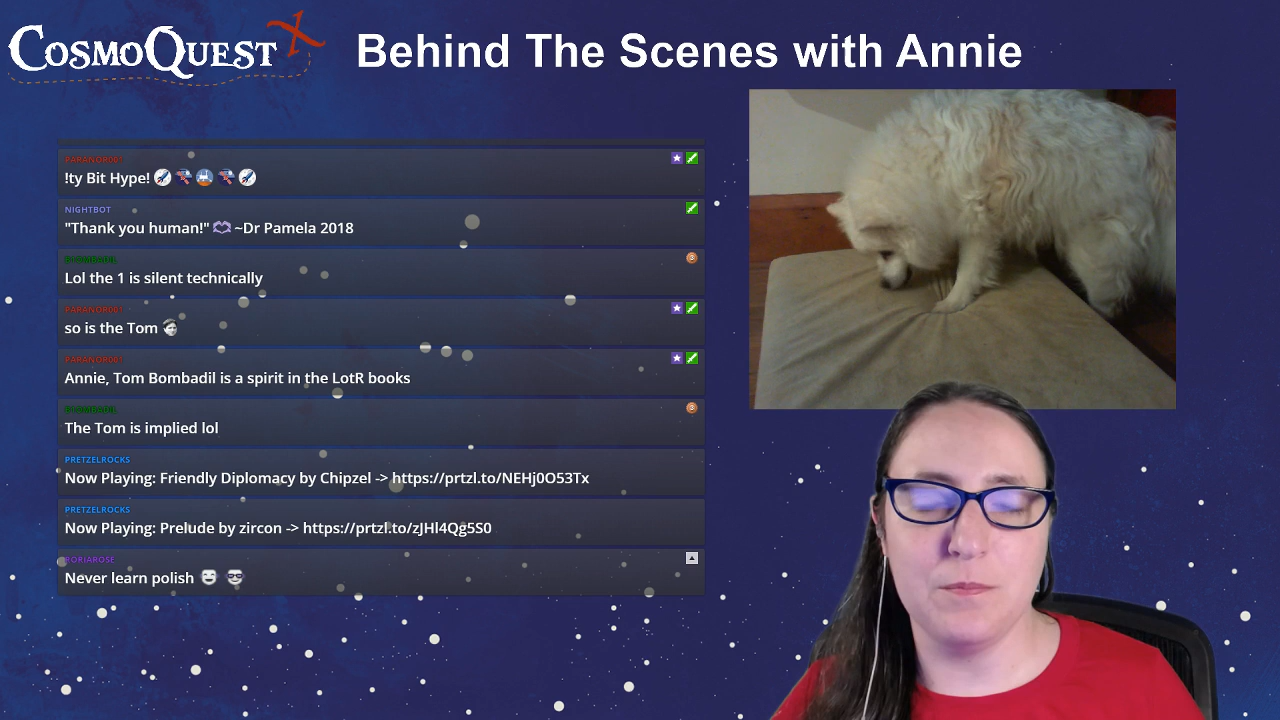 CosmoQuest X
Behind The Scenes with Annie
!ty Bit Hype!
NIGHTBOT
"Thank you human!" ~Dr Pamela 2018
Lol the 1 is silent technically
so is the Tom
Annie, Tom Bombadil is a spirit in the LotR books
The Tom is implied lol
PRETZELROCKS
Now Playing: Friendly Diplomacy by Chipzel -> https://prtzl.to/NEHj0O53Tx
PRETZELROCKS
Now Playing: Prelude by zircon -> https://prtzl.to/zJHl4Qg5S0
Never learn polish